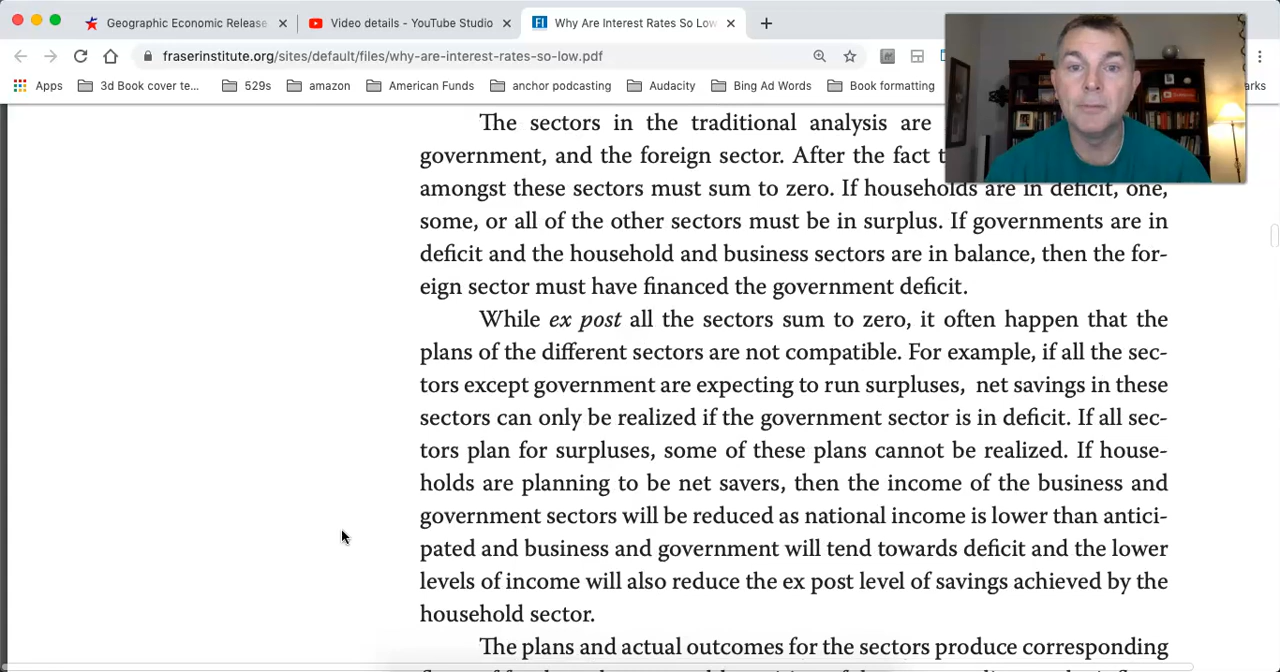 Geographic Economic Release
Video details - YouTube Studio
FI
Why Are Interest Rates So Low
fraserinstitute.org/sites/default/files/why-are-interest-rates-so-low.pdf
Apps
3d Book cover te...
529s
amazon
American Funds
anchor podcasting
Audacity
Bing Ad Words
Book formatting
The sectors in the traditional analysis are
government, and the foreign sector. After the fact
amongst these sectors must sum to zero. If households are in deficit, one,
some, or all of the other sectors must be in surplus. If governments are in
deficit and the household and business sectors are in balance, then the for-
eign sector must have financed the government deficit.
While ex post all the sectors sum to zero, it often happen that the
plans of the different sectors are not compatible. For example, if all the sec-
tors except government are expecting to run surpluses, net savings in these
sectors can only be realized if the government sector is in deficit. If all sec-
tors plan for surpluses, some of these plans cannot be realized. If house-
holds are planning to be net savers, then the income of the business and
government sectors will be reduced as national income is lower than antici-
pated and business and government will tend towards deficit and the lower
levels of income will also reduce the ex post level of savings achieved by the
household sector.
The plans and actual outcomes for the sectors produce corresponding